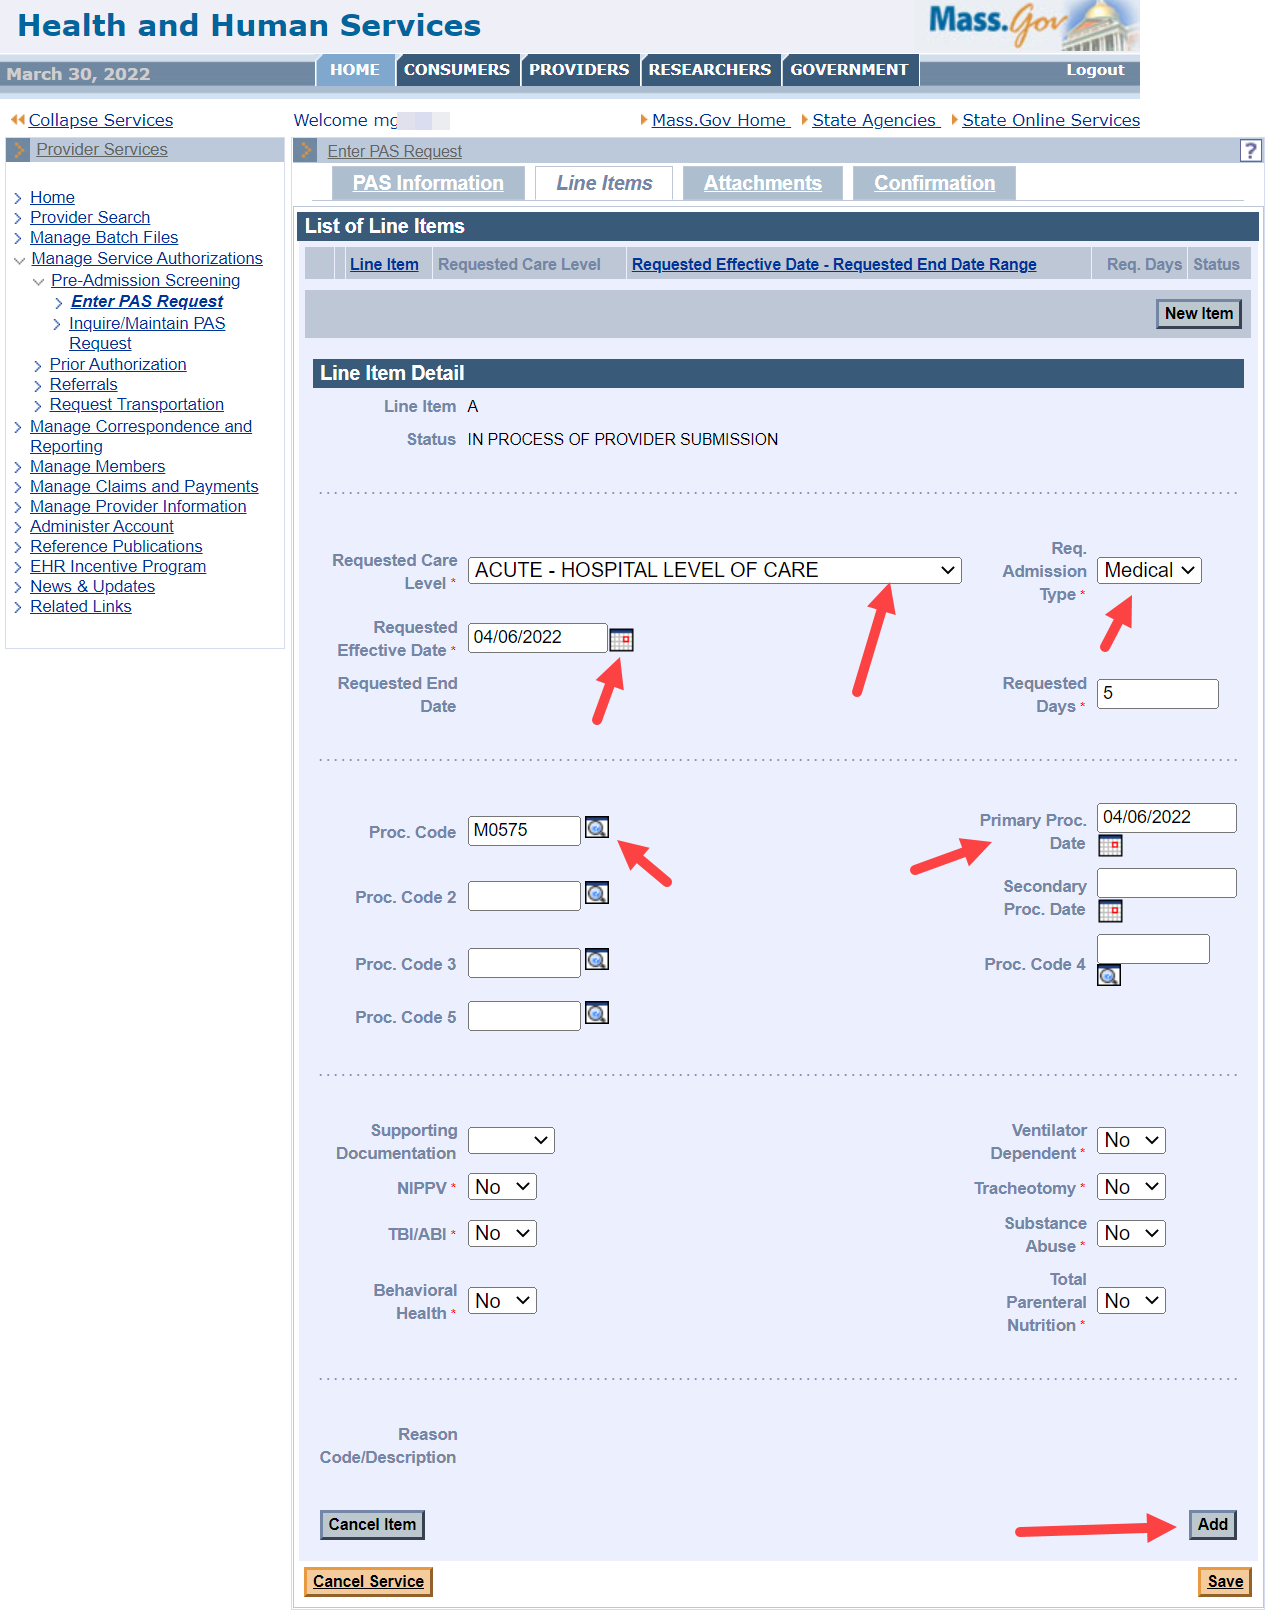 Health and Human Services
Mass.Gov
March 30, 2022
HOME CONSUMERS PROVIDERS RESEARCHERS GOVERNMENT Logout
Collapse Services
Welcome mg
Mass.Gov Home State Agencies State Online Services
Provider Services
Home
Provider Search
Manage Batch Files
Manage Service Authorizations
Pre-Admission Screening
Enter PAS Request
Inquire/Maintain PAS
Request
Prior Authorization
Referrals
Request Transportation
Manage Correspondence and
Reporting
Manage Members
Manage Claims and Payments
Manage Provider Information
Administer Account
Reference Publications
EHR Incentive Program
News & Updates
Related Links
Enter PAS Request ?
PAS Information Line Items Attachments Confirmation
List of Line Items
Line Item Requested Care Level Requested Effective Date - Requested End Date Range Req. Days Status
New Item
Line Item Detail
Line Item A
Status IN PROCESS OF PROVIDER SUBMISSION
Requested Care
Level * ACUTE - HOSPITAL LEVEL OF CARE
Req.
Admission
Type * Medical
Requested
Effective Date * 04/06/2022
Requested End
Date
Requested
Days * 5
Proc. Code M0575
Primary Proc.
Date 04/06/2022
Proc. Code 2
Secondary
Proc. Date
Proc. Code 3
Proc. Code 4
Proc. Code 5
Supporting
Documentation
Ventilator
Dependent * No
NIPPV * No
Tracheotomy * No
TBI/ABI * No
Substance
Abuse * No
Behavioral
Health * No
Total
Parenteral
Nutrition * No
Reason
Code/Description
Cancel Item Add
Cancel Service Save